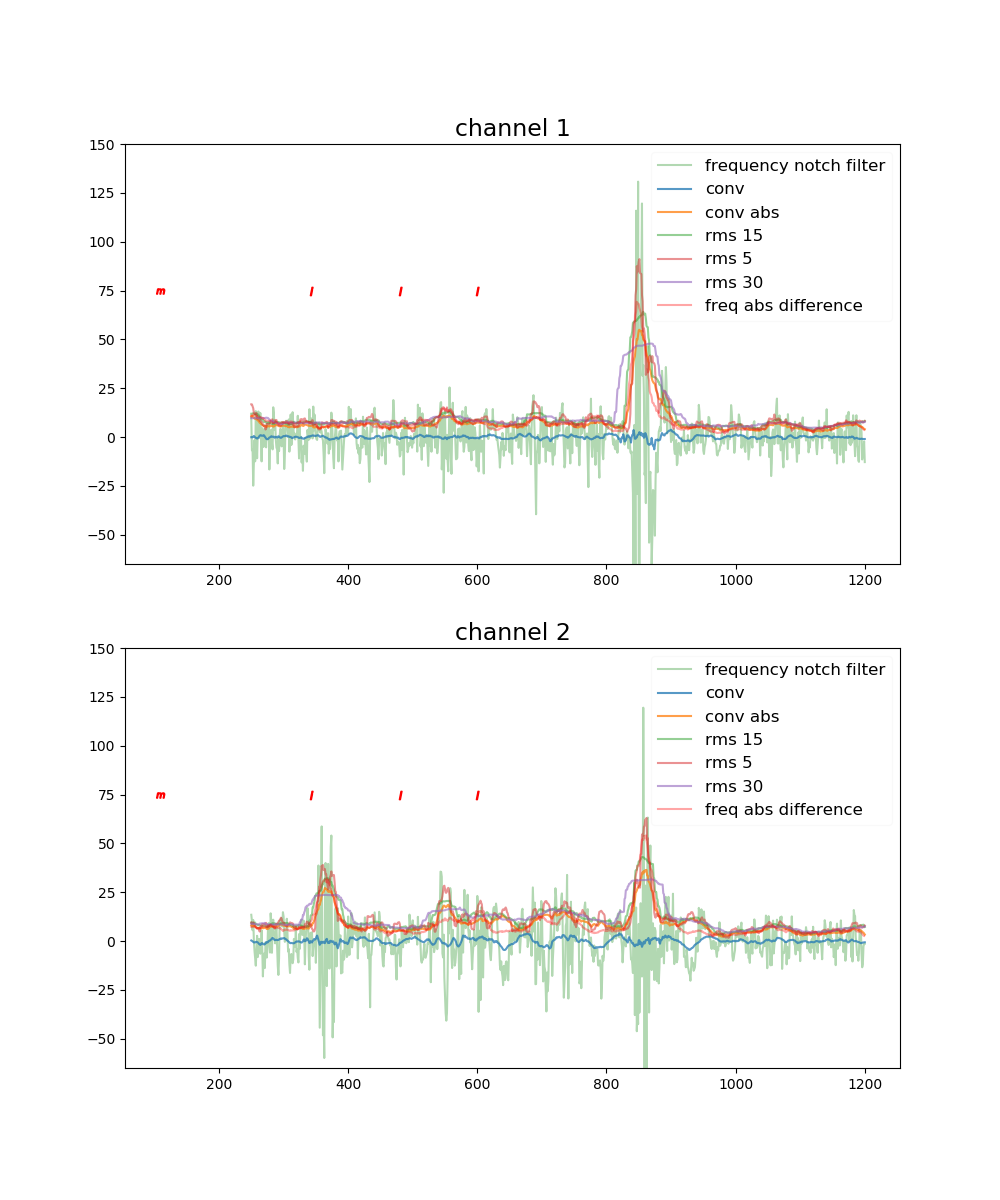 channel 1
150
125
100
75
50
25
0
−25
−50
frequency notch filter
conv
conv abs
rms 15
rms 5
rms 30
freq abs difference
m l l l
200 400 600 800 1000 1200
channel 2
150
125
100
75
50
25
0
−25
−50
frequency notch filter
conv
conv abs
rms 15
rms 5
rms 30
freq abs difference
m l l l
200 400 600 800 1000 1200